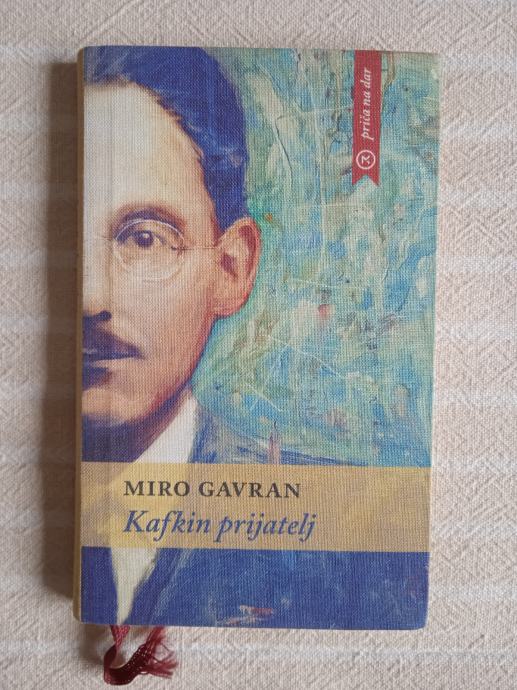 priča na dar
MIRO GAVRAN
Kafkin prijatelj